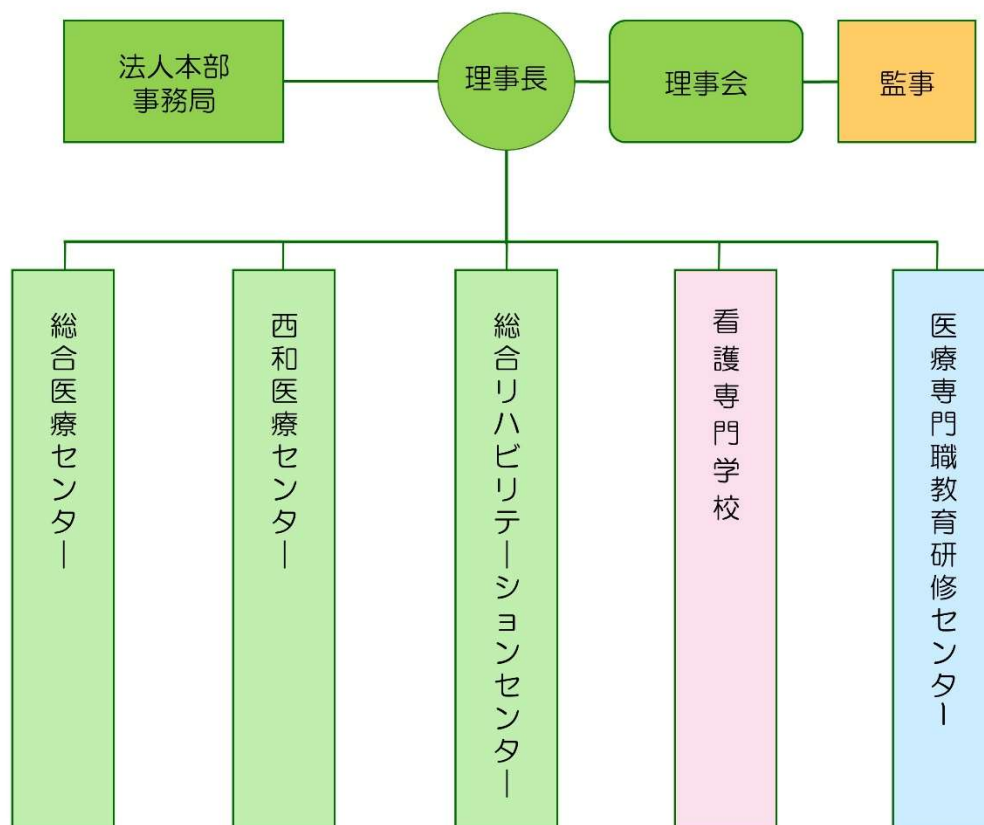 法人本部
事務局
理事長
理事会
監事
総合医療センター
西和医療センター
総合リハビリテーションセンター
看護専門学校
医療専門職教育研修センター